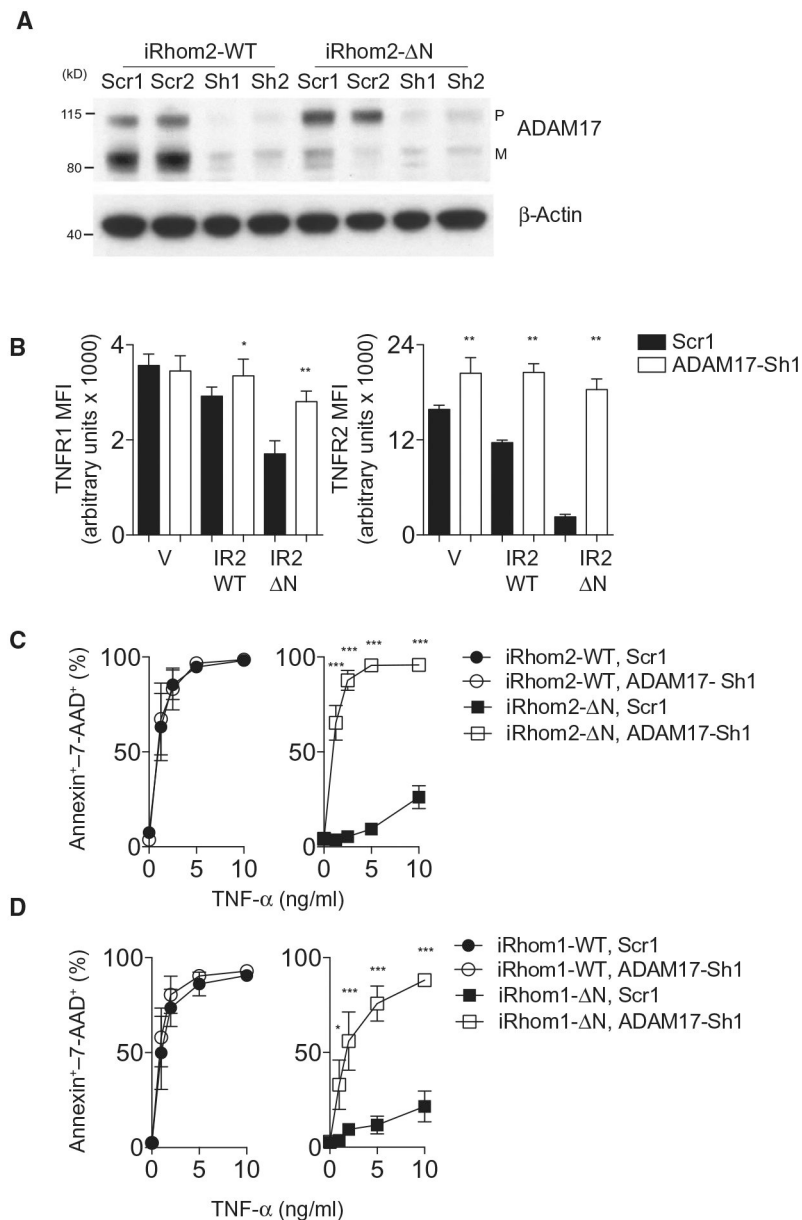 A
iRhom2-WT iRhom2-ΔN
(kD) Scr1 Scr2 Sh1 Sh2 Scr1 Scr2 Sh1 Sh2
115 P
ADAM17
M
80
β-Actin
40
B
4 24
Scr1
ADAM17-Sh1
* ** ** ** **
TNFR1 MFI
(arbitrary units x 1000)
2
0
V IR2 IR2
WT ΔN
TNFR2 MFI
(arbitrary units x 1000)
12
0
V IR2 IR2
WT ΔN
C
Annexin⁺–7-AAD⁺ (%)
100 100
50 50
0 0
0 5 10 0 5 10
*** *** *** ***
TNF-α (ng/ml)
iRhom2-WT, Scr1
iRhom2-WT, ADAM17- Sh1
iRhom2-ΔN, Scr1
iRhom2-ΔN, ADAM17-Sh1
D
Annexin⁺–7-AAD⁺ (%)
100 100
50 50
0 0
0 5 10 0 5 10
* *** *** ***
TNF-α (ng/ml)
iRhom1-WT, Scr1
iRhom1-WT, ADAM17-Sh1
iRhom1-ΔN, Scr1
iRhom1-ΔN, ADAM17-Sh1